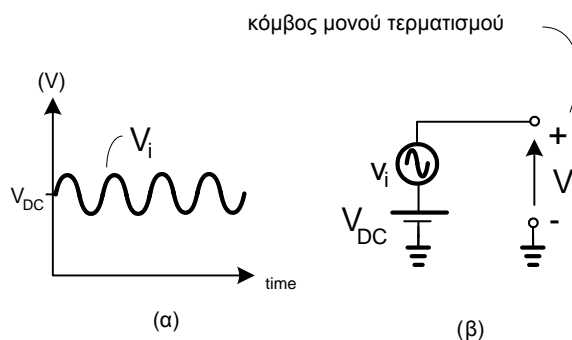 κόμβος μονού τερματισμού
(V)
Vi
VDC
time
(α)
vi
VDC
+
V
-
(β)